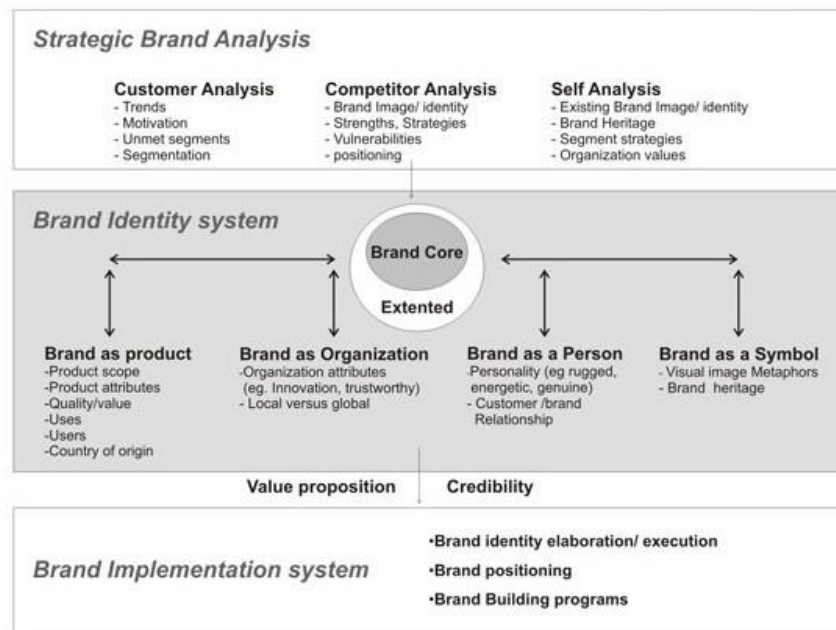 Strategic Brand Analysis
Customer Analysis
- Trends
- Motivation
- Unmet segments
- Segmentation
Competitor Analysis
- Brand Image/ identity
- Strengths, Strategies
- Vulnerabilities
- positioning
Self Analysis
- Existing Brand Image/ identity
- Brand Heritage
- Segment strategies
- Organization values
Brand Identity system
Brand Core
Extented
Brand as product
-Product scope
-Product attributes
-Quality/value
-Uses
-Users
-Country of origin
Brand as Organization
-Organization attributes
(eg. Innovation, trustworthy)
- Local versus global
Brand as a Person
-Personality (eg rugged,
energetic, genuine)
- Customer /brand
Relationship
Brand as a Symbol
- Visual image Metaphors
- Brand heritage
Value proposition
Credibility
Brand Implementation system
•Brand identity elaboration/ execution
•Brand positioning
•Brand Building programs